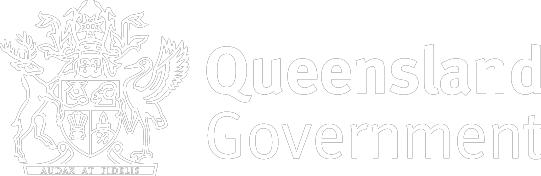 Queensland
Government
AUDAX AT FIDELIS